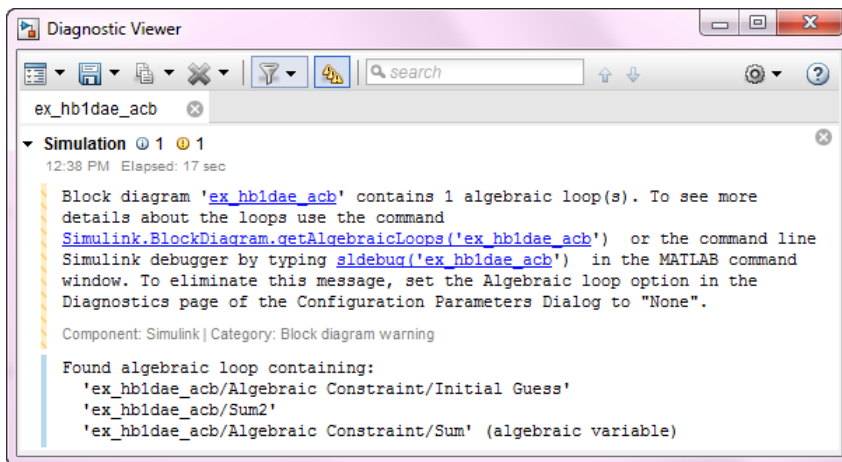 Diagnostic Viewer
search
ex_hb1dae_acb
Simulation 1 1
12:38 PM Elapsed: 17 sec
Block diagram 'ex_hb1dae_acb' contains 1 algebraic loop(s). To see more
details about the loops use the command
Simulink.BlockDiagram.getAlgebraicLoops('ex_hb1dae_acb') or the command line
Simulink debugger by typing sldebug('ex_hb1dae_acb') in the MATLAB command
window. To eliminate this message, set the Algebraic loop option in the
Diagnostics page of the Configuration Parameters Dialog to "None".
Component: Simulink | Category: Block diagram warning
Found algebraic loop containing:
'ex_hb1dae_acb/Algebraic Constraint/Initial Guess'
'ex_hb1dae_acb/Sum2'
'ex_hb1dae_acb/Algebraic Constraint/Sum' (algebraic variable)